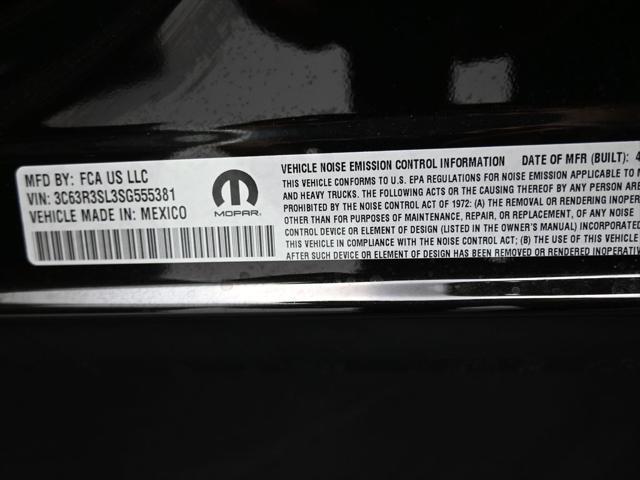 MFD BY: FCA US LLC
VIN: 3C63R3SL3SG555381
VEHICLE MADE IN: MEXICO
MOPAR
VEHICLE NOISE EMISSION CONTROL INFORMATION DATE OF MFR (BUILT): 4
THIS VEHICLE CONFORMS TO U.S. EPA REGULATIONS FOR NOISE EMISSION APPLICABLE TO
AND HEAVY TRUCKS. THE FOLLOWING ACTS OR THE CAUSING THEREOF BY ANY PERSON ARE
PROHIBITED BY THE NOISE CONTROL ACT OF 1972: (A) THE REMOVAL OR RENDERING INOPER
OTHER THAN FOR PURPOSES OF MAINTENANCE, REPAIR, OR REPLACEMENT, OF ANY NOISE
CONTROL DEVICE OR ELEMENT OF DESIGN (LISTED IN THE OWNER'S MANUAL) INCORPORATED
THIS VEHICLE IN COMPLIANCE WITH THE NOISE CONTROL ACT; (B) THE USE OF THIS VEHICLE
AFTER SUCH DEVICE OR ELEMENT OF DESIGN HAS BEEN REMOVED OR RENDERED INOPERATIVE